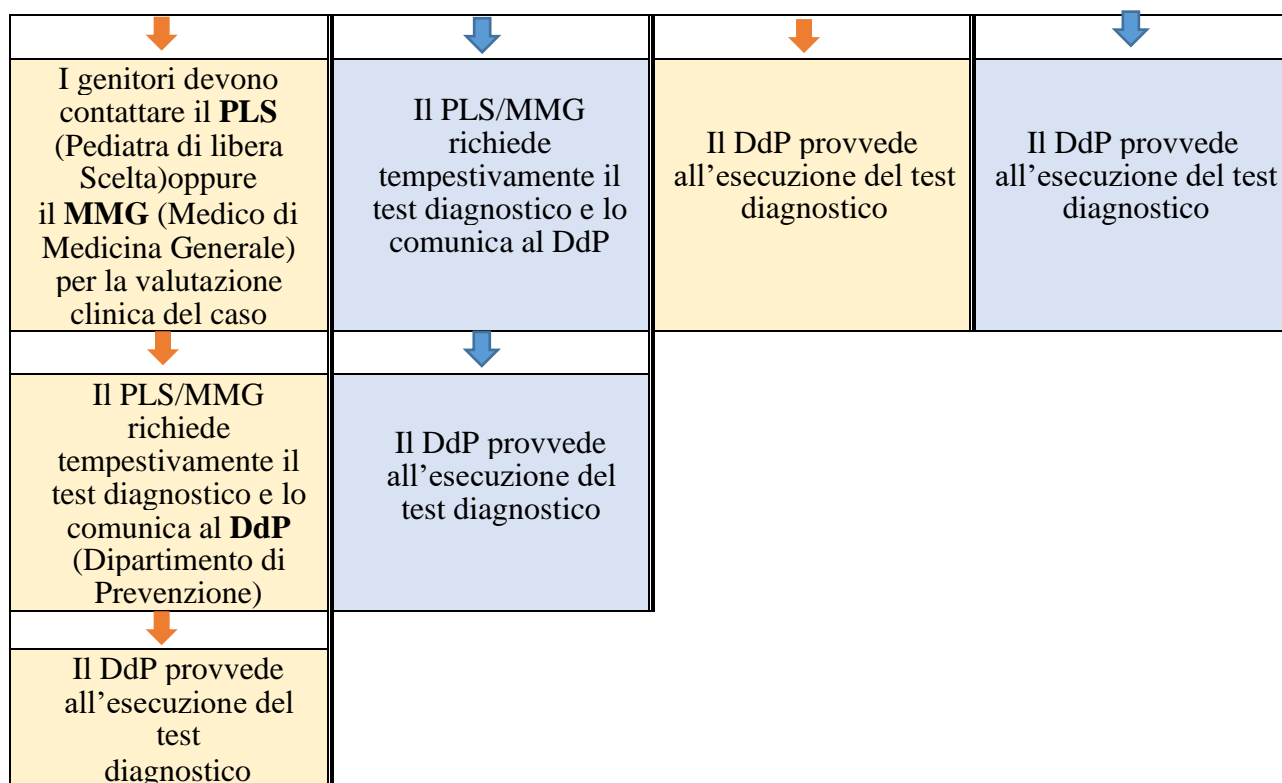 I genitori devono
contattare il PLS
(Pediatra di libera
Scelta)oppure
il MMG (Medico di
Medicina Generale)
per la valutazione
clinica del caso
Il PLS/MMG
richiede
tempestivamente il
test diagnostico e lo
comunica al DdP
Il DdP provvede
all’esecuzione del test
diagnostico
Il DdP provvede
all’esecuzione del test
diagnostico
Il PLS/MMG
richiede
tempestivamente il
test diagnostico e lo
comunica al DdP
(Dipartimento di
Prevenzione)
Il DdP provvede
all’esecuzione del
test diagnostico
Il DdP provvede
all’esecuzione del
test
diagnostico